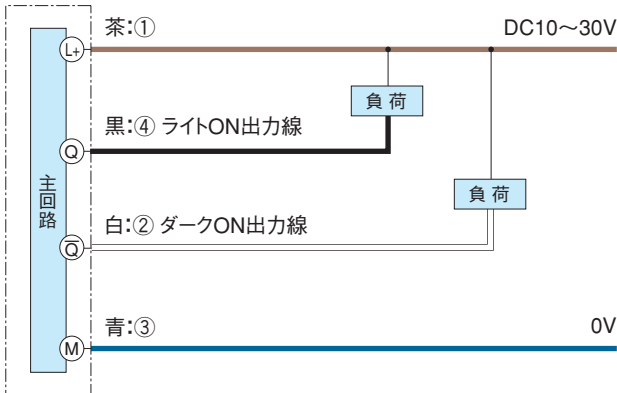 茶:① DC10～30V
L+
負荷
黒:④ ライトON出力線
Q
主回路
負荷
白:② ダークON出力線
Q̅
青:③ 0V
M